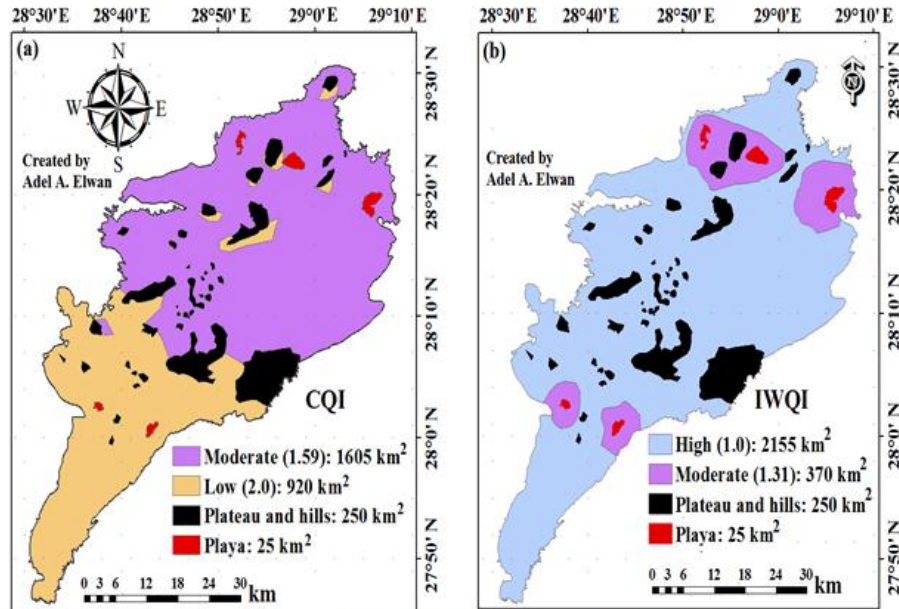 28°30' E 28°40' E 28°50' E 29°0' E 29°10' E
(a)
N
W E
S
Created by
Adel A. Elwan
28°30' N
28°20' N
28°10' N
28°0' N
27°50' N
CQI
Moderate (1.59): 1605 km²
Low (2.0): 920 km²
Plateau and hills: 250 km²
Playa: 25 km²
0 3 6 12 18 24 30
km
28°30' E 28°40' E 28°50' E 29°0' E 29°10' E
(b)
N
Created by
Adel A. Elwan
28°30' N
28°20' N
28°10' N
28°0' N
27°50' N
IWQI
High (1.0): 2155 km²
Moderate (1.31): 370 km²
Plateau and hills: 250 km²
Playa: 25 km²
0 3 6 12 18 24 30
km